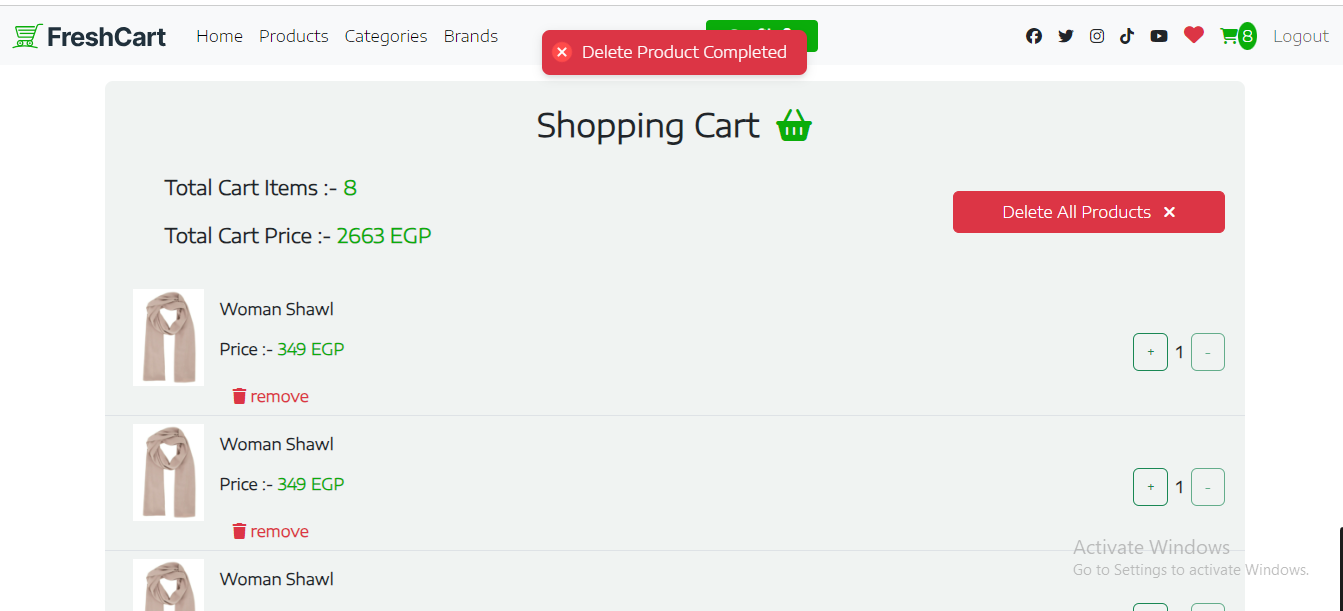 FreshCart Home Products Categories Brands 8 Logout
Delete Product Completed
Shopping Cart
Total Cart Items :- 8
Delete All Products
Total Cart Price :- 2663 EGP
Woman Shawl
Price :- 349 EGP
+ 1 -
remove
Woman Shawl
Price :- 349 EGP
+ 1 -
remove
Activate Windows
Go to Settings to activate Windows.
Woman Shawl